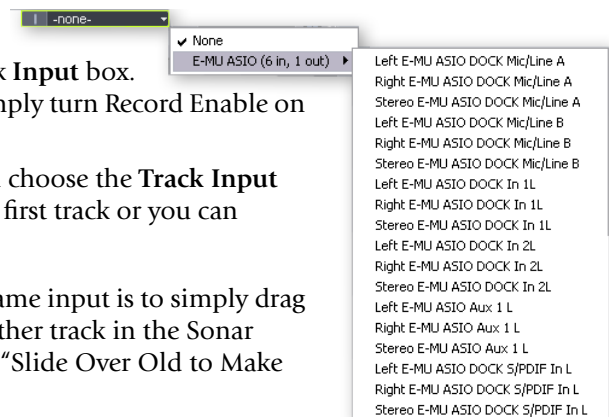 -none-
None
E-MU ASIO (6 in, 1 out)
Input box.
turn Record Enable on
choose the Track Input
first track or you can
input is to simply drag
track in the Sonar
“Slide Over Old to Make
Left E-MU ASIO DOCK Mic/Line A
Right E-MU ASIO DOCK Mic/Line A
Stereo E-MU ASIO DOCK Mic/Line A
Left E-MU ASIO DOCK Mic/Line B
Right E-MU ASIO DOCK Mic/Line B
Stereo E-MU ASIO DOCK Mic/Line B
Left E-MU ASIO DOCK In 1L
Right E-MU ASIO DOCK In 1L
Stereo E-MU ASIO DOCK In 1L
Left E-MU ASIO DOCK In 2L
Right E-MU ASIO DOCK In 2L
Stereo E-MU ASIO DOCK In 2L
Left E-MU ASIO Aux 1 L
Right E-MU ASIO Aux 1 L
Stereo E-MU ASIO Aux 1 L
Left E-MU ASIO DOCK S/PDIF In L
Right E-MU ASIO DOCK S/PDIF In L
Stereo E-MU ASIO DOCK S/PDIF In L